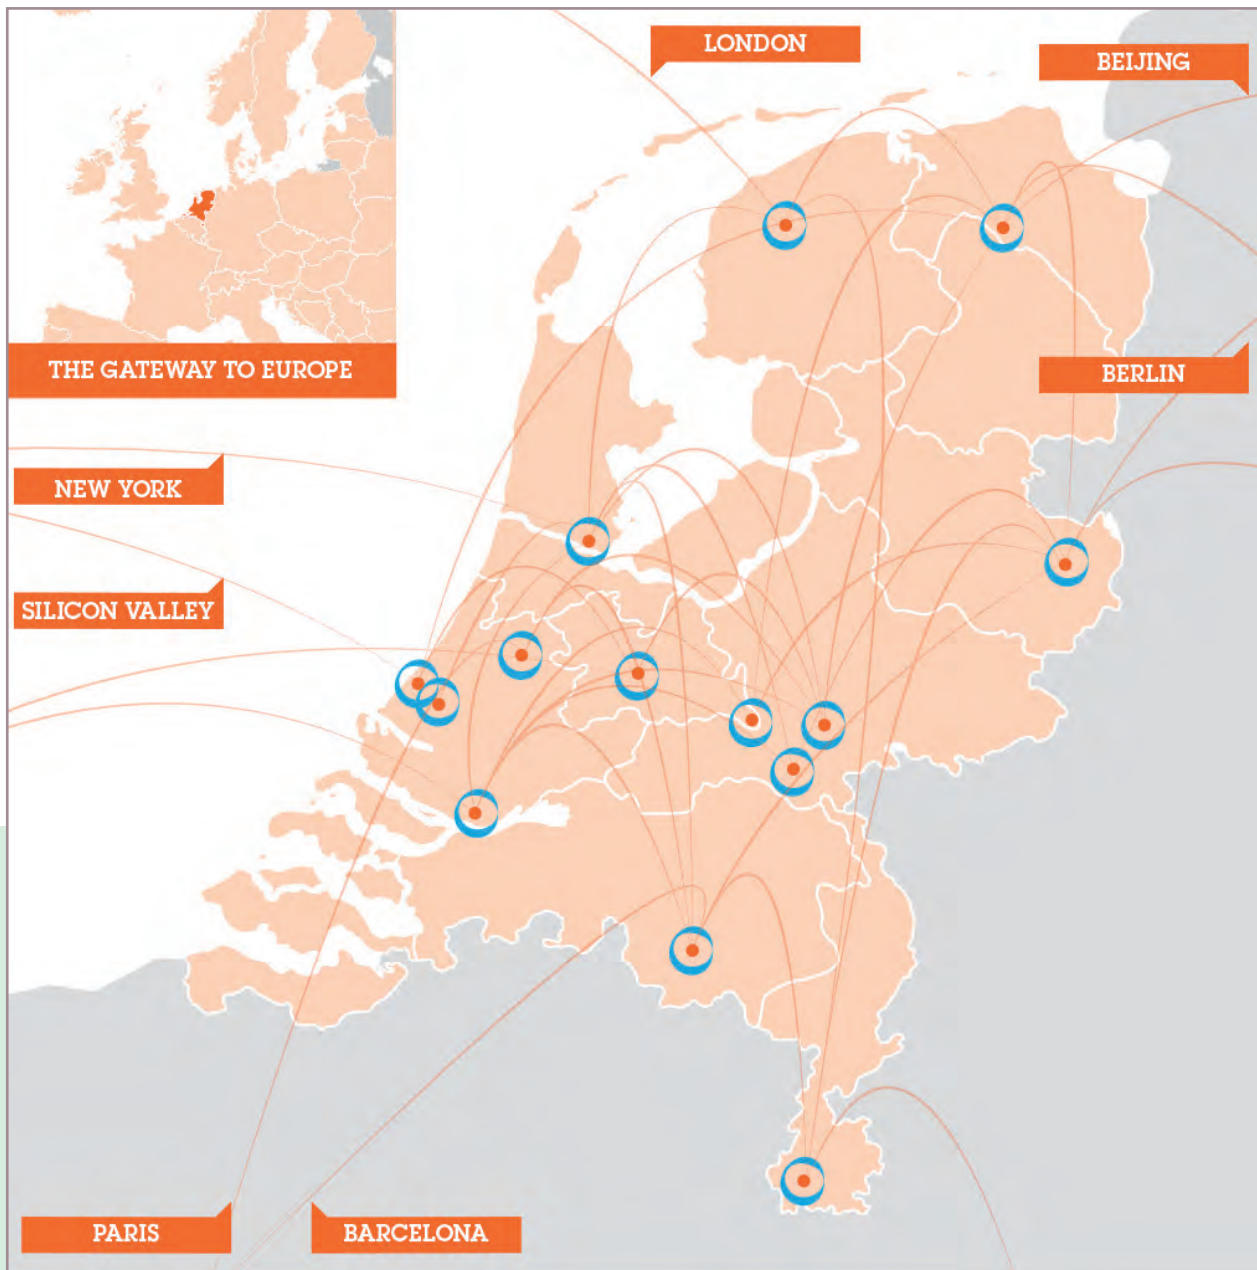 LONDON
BEIJING
THE GATEWAY TO EUROPE
BERLIN
NEW YORK
SILICON VALLEY
PARIS
BARCELONA